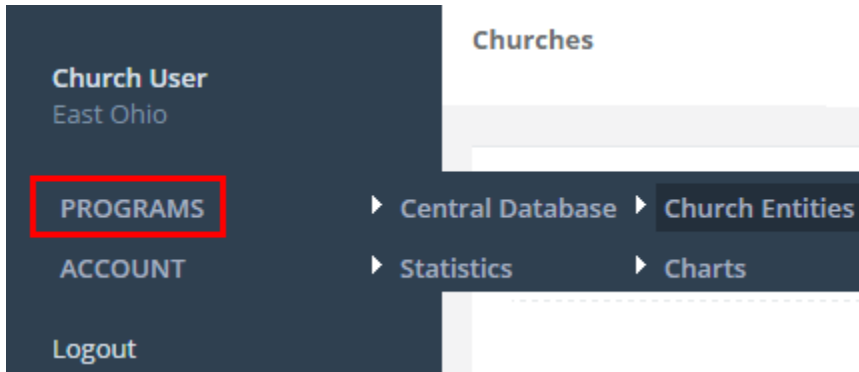 Churches
Church User
East Ohio
PROGRAMS Central Database Church Entities
ACCOUNT Statistics Charts
Logout